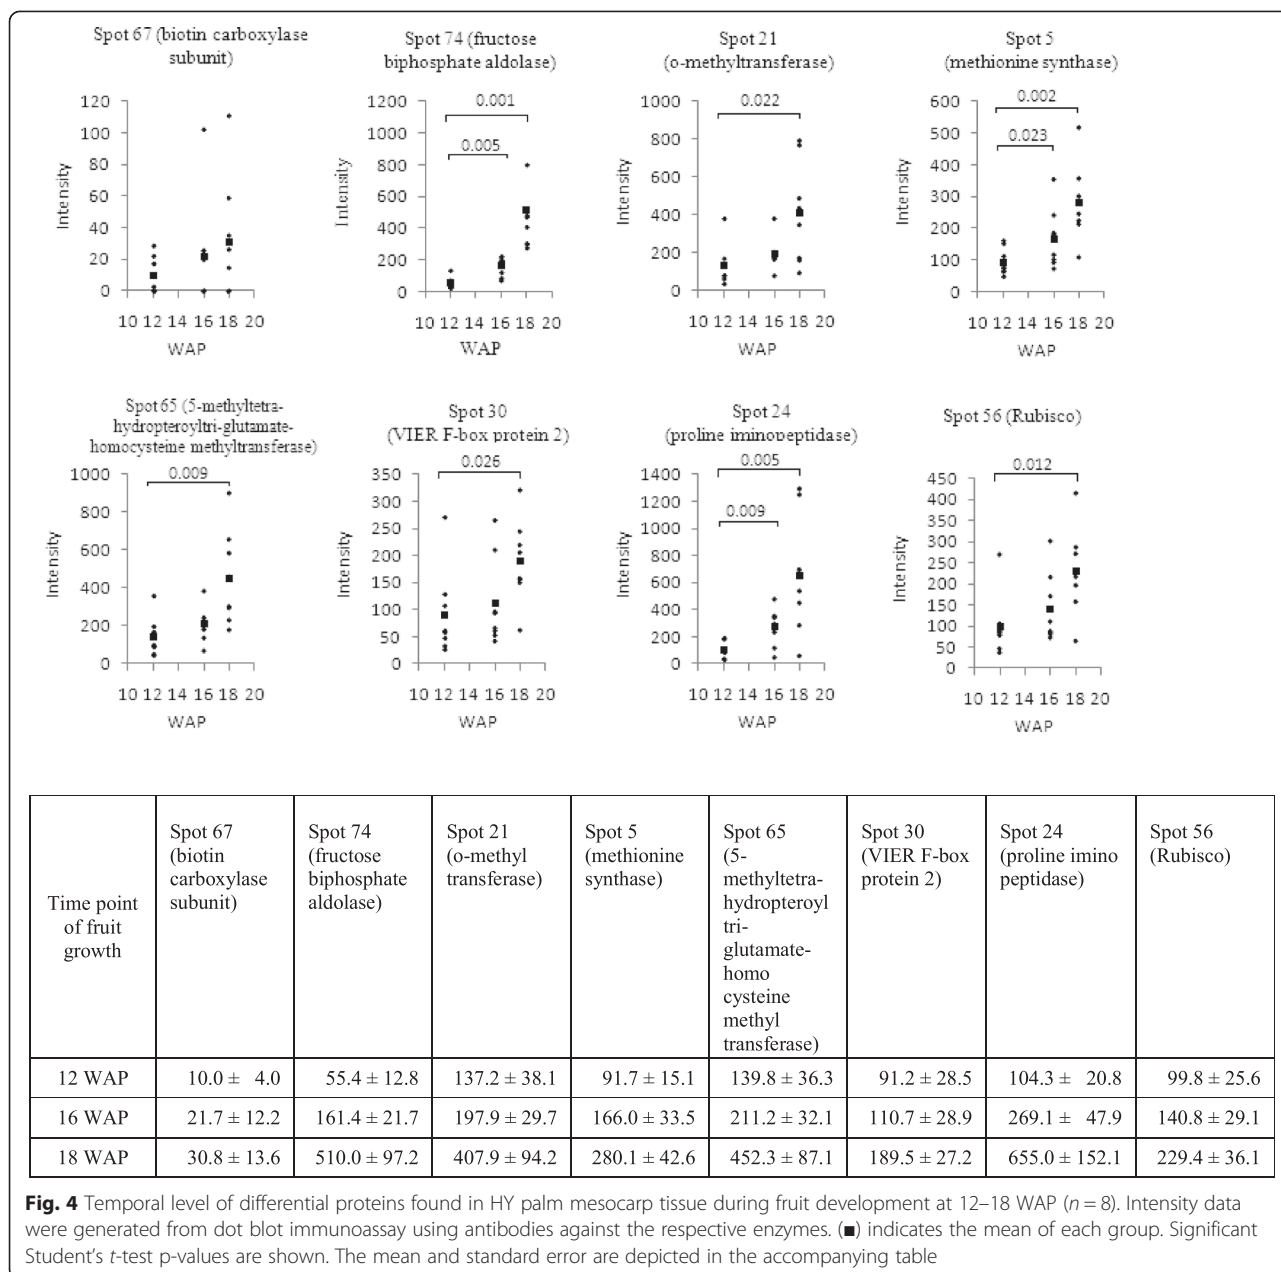 Spot 67 (biotin carboxylase
subunit)
120
100
80
60
40
20
0
Intensity
10 12 14 16 18 20
WAP
Spot 74 (fructose
biphosphate aldolase)
1200
1000
800
600
400
200
0
Intensity
0.001
0.005
10 12 14 16 18 20
WAP
Spot 21
(o-methyltransferase)
1000
800
600
400
200
0
Intensity
0.022
10 12 14 16 18 20
WAP
Spot 5
(methionine synthase)
600
500
400
300
200
100
0
Intensity
0.002
0.023
10 12 14 16 18 20
WAP
Spot 65 (5-methyltetra-
hydropteroyltri-glutamate-
homocysteine methyltransferase)
1000
800
600
400
200
0
Intensity
0.009
10 12 14 16 18 20
WAP
Spot 30
(VIER F-box protein 2)
350
300
250
200
150
100
50
0
Intensity
0.026
10 12 14 16 18 20
WAP
Spot 24
(proline iminopeptidase)
1400
1200
1000
800
600
400
200
0
Intensity
0.005
0.009
10 12 14 16 18 20
WAP
Spot 56 (Rubisco)
450
400
350
300
250
200
150
100
50
0
Intensity
0.012
10 12 14 16 18 20
WAP
Time point
of fruit
growth
Spot 67
(biotin
carboxylase
subunit)
Spot 74
(fructose
biphosphate
aldolase)
Spot 21
(o-methyl
transferase)
Spot 5
(methionine
synthase)
Spot 65
(5-
methyltetra-
hydropteroyl
tri-
glutamate-
homo
cysteine
methyl
transferase)
Spot 30
(VIER F-box
protein 2)
Spot 24
(proline imino
peptidase)
Spot 56
(Rubisco)
12 WAP 10.0 ± 4.0 55.4 ± 12.8 137.2 ± 38.1 91.7 ± 15.1 139.8 ± 36.3 91.2 ± 28.5 104.3 ± 20.8 99.8 ± 25.6
16 WAP 21.7 ± 12.2 161.4 ± 21.7 197.9 ± 29.7 166.0 ± 33.5 211.2 ± 32.1 110.7 ± 28.9 269.1 ± 47.9 140.8 ± 29.1
18 WAP 30.8 ± 13.6 510.0 ± 97.2 407.9 ± 94.2 280.1 ± 42.6 452.3 ± 87.1 189.5 ± 27.2 655.0 ± 152.1 229.4 ± 36.1
Fig. 4 Temporal level of differential proteins found in HY palm mesocarp tissue during fruit development at 12–18 WAP (n = 8). Intensity data
were generated from dot blot immunoassay using antibodies against the respective enzymes. (■) indicates the mean of each group. Significant
Student's t-test p-values are shown. The mean and standard error are depicted in the accompanying table